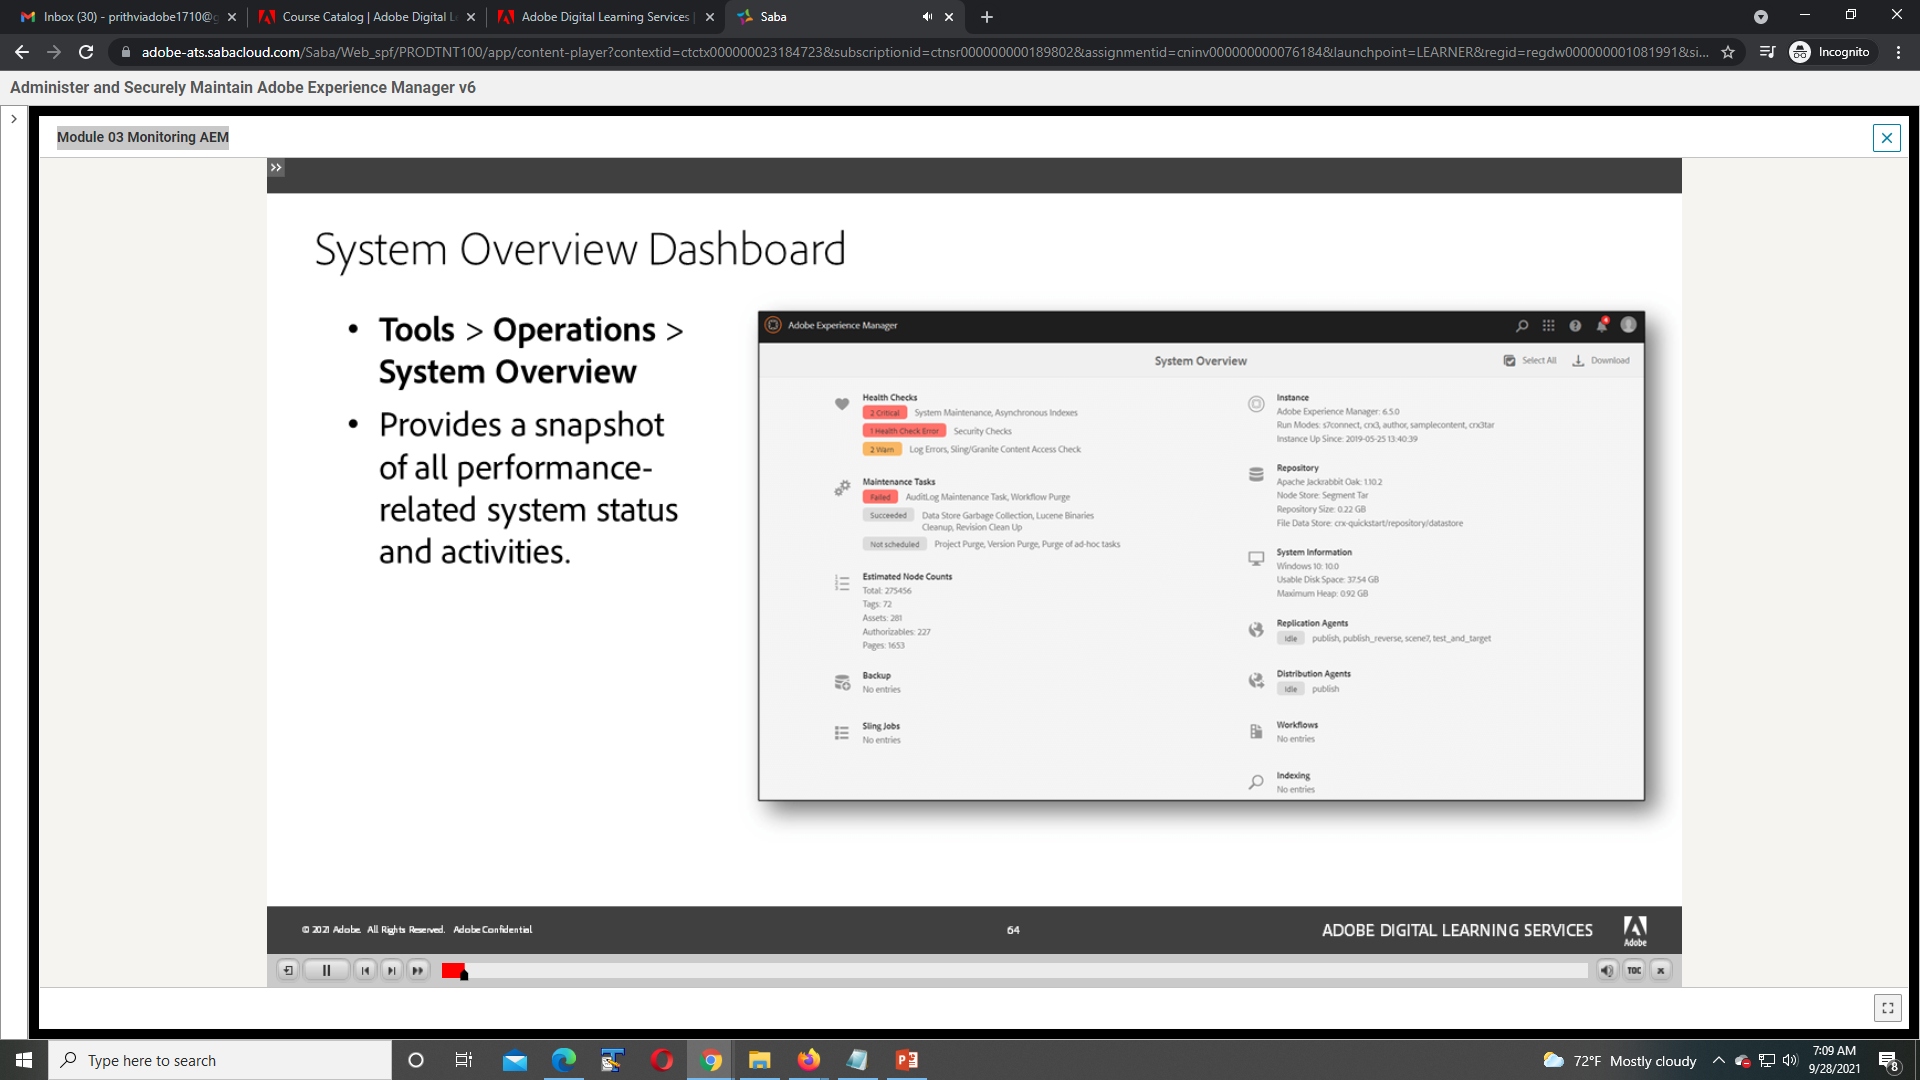 Inbox (30) - prithviadobe1710@g
Course Catalog | Adobe Digital L
Adobe Digital Learning Services |
Saba
adobe-ats.sabacloud.com/Saba/Web_spf/PRODTNT100/app/content-player?contextid=ctctx000000023184723&subscriptionid=ctnsr0000000000189802&assignmentid=cninv000000000076184&launchpoint=LEARNER&regid=regdw000000001081991&si...
Incognito
Administer and Securely Maintain Adobe Experience Manager v6
Module 03 Monitoring AEM
System Overview Dashboard
• Tools > Operations >
System Overview
• Provides a snapshot
of all performance-
related system status
and activities.
Adobe Experience Manager
System Overview
Select All
Download
Health Checks
2 Critical System Maintenance, Asynchronous Indexes
1 Health Check Error Security Checks
2 Warn Log Errors, Sling/Granite Content Access Check
Maintenance Tasks
Failed AuditLog Maintenance Task, Workflow Purge
Succeeded Data Store Garbage Collection, Lucene Binaries
Cleanup, Revision Clean Up
Not scheduled Project Purge, Version Purge, Purge of ad-hoc tasks
Estimated Node Counts
Total: 275456
Tags: 72
Assets: 281
Authorizables: 227
Pages: 1653
Backup
No entries
Sling Jobs
No entries
Instance
Adobe Experience Manager: 6.5.0
Run Modes: s7connect, crx3, author, samplecontent, crx3tar
Instance Up Since: 2019-05-25 13:40:39
Repository
Apache Jackrabbit Oak: 1.10.2
Node Store: Segment Tar
Repository Size: 0.22 GB
File Data Store: crx-quickstart/repository/datastore
System Information
Windows 10: 10.0
Usable Disk Space: 37.54 GB
Maximum Heap: 0.92 GB
Replication Agents
Idle publish, publish_reverse, scene7, test_and_target
Distribution Agents
Idle publish
Workflows
No entries
Indexing
No entries
© 2021 Adobe. All Rights Reserved. Adobe Confidential
64
ADOBE DIGITAL LEARNING SERVICES
Adobe
TOC
Type here to search
72°F Mostly cloudy
7:09 AM
9/28/2021
8